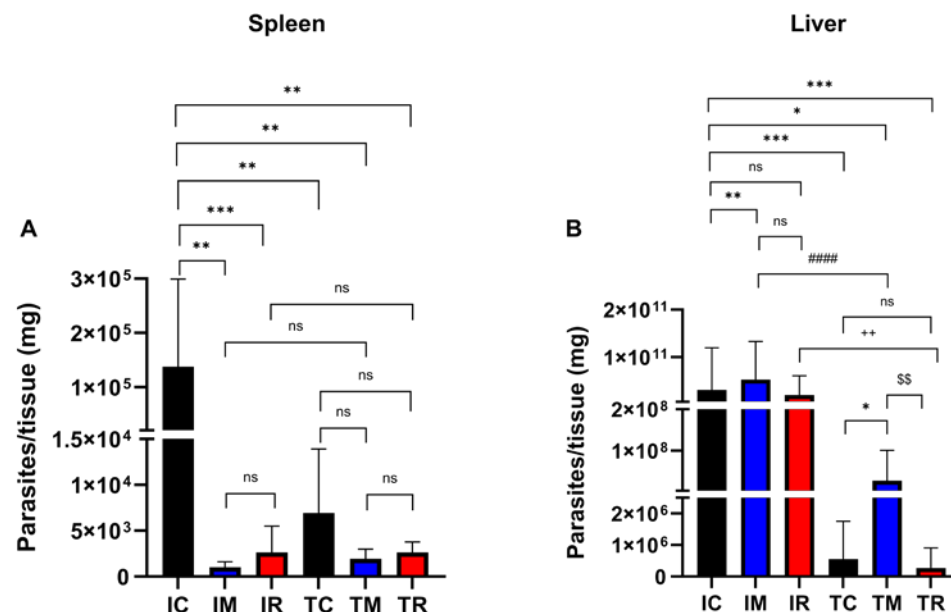 Spleen
Liver
A
**
**
**
***
**
ns
ns
ns
ns
ns
ns
Parasites/tissue (mg)
3×10⁵
2×10⁵
1×10⁵
1.5×10⁴
1×10⁴
5×10³
0
IC IM IR TC TM TR
B
***
*
***
ns
**
ns
####
ns
++
$$
*
Parasites/tissue (mg)
2×10¹¹
1×10¹¹
2×10⁸
1×10⁸
2×10⁶
1×10⁶
0
IC IM IR TC TM TR